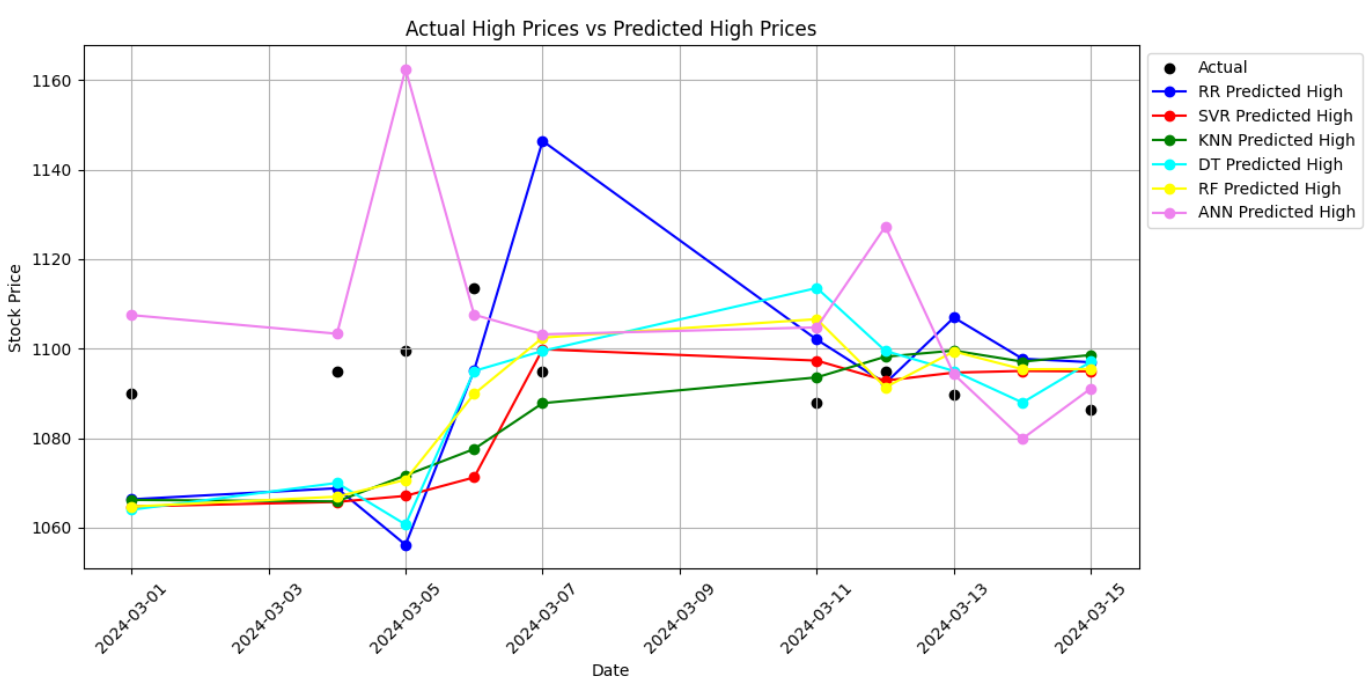 Actual High Prices vs Predicted High Prices
Stock Price
1160
1140
1120
1100
1080
1060
2024-03-01
2024-03-03
2024-03-05
2024-03-07
2024-03-09
2024-03-11
2024-03-13
2024-03-15
Date
Actual
RR Predicted High
SVR Predicted High
KNN Predicted High
DT Predicted High
RF Predicted High
ANN Predicted High